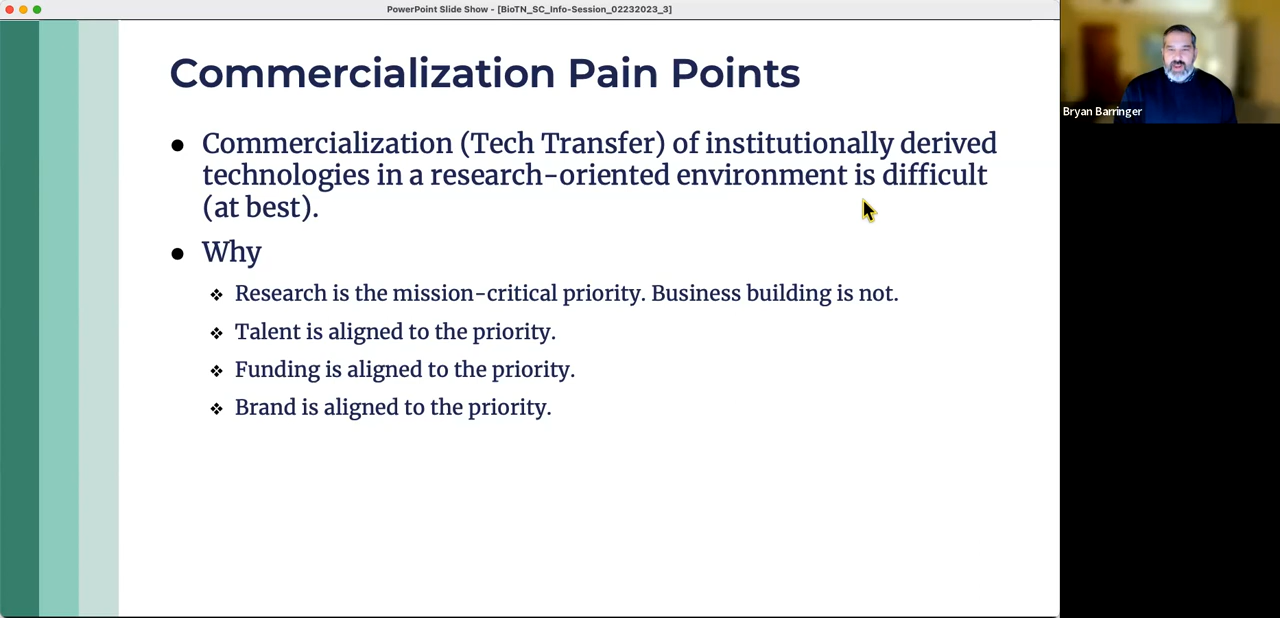 PowerPoint Slide Show - [BioTN_SC_Info-Session_02232023_3]
Commercialization Pain Points
● Commercialization (Tech Transfer) of institutionally derived
technologies in a research-oriented environment is difficult
(at best).
● Why
❖ Research is the mission-critical priority. Business building is not.
❖ Talent is aligned to the priority.
❖ Funding is aligned to the priority.
❖ Brand is aligned to the priority.
Bryan Barringer